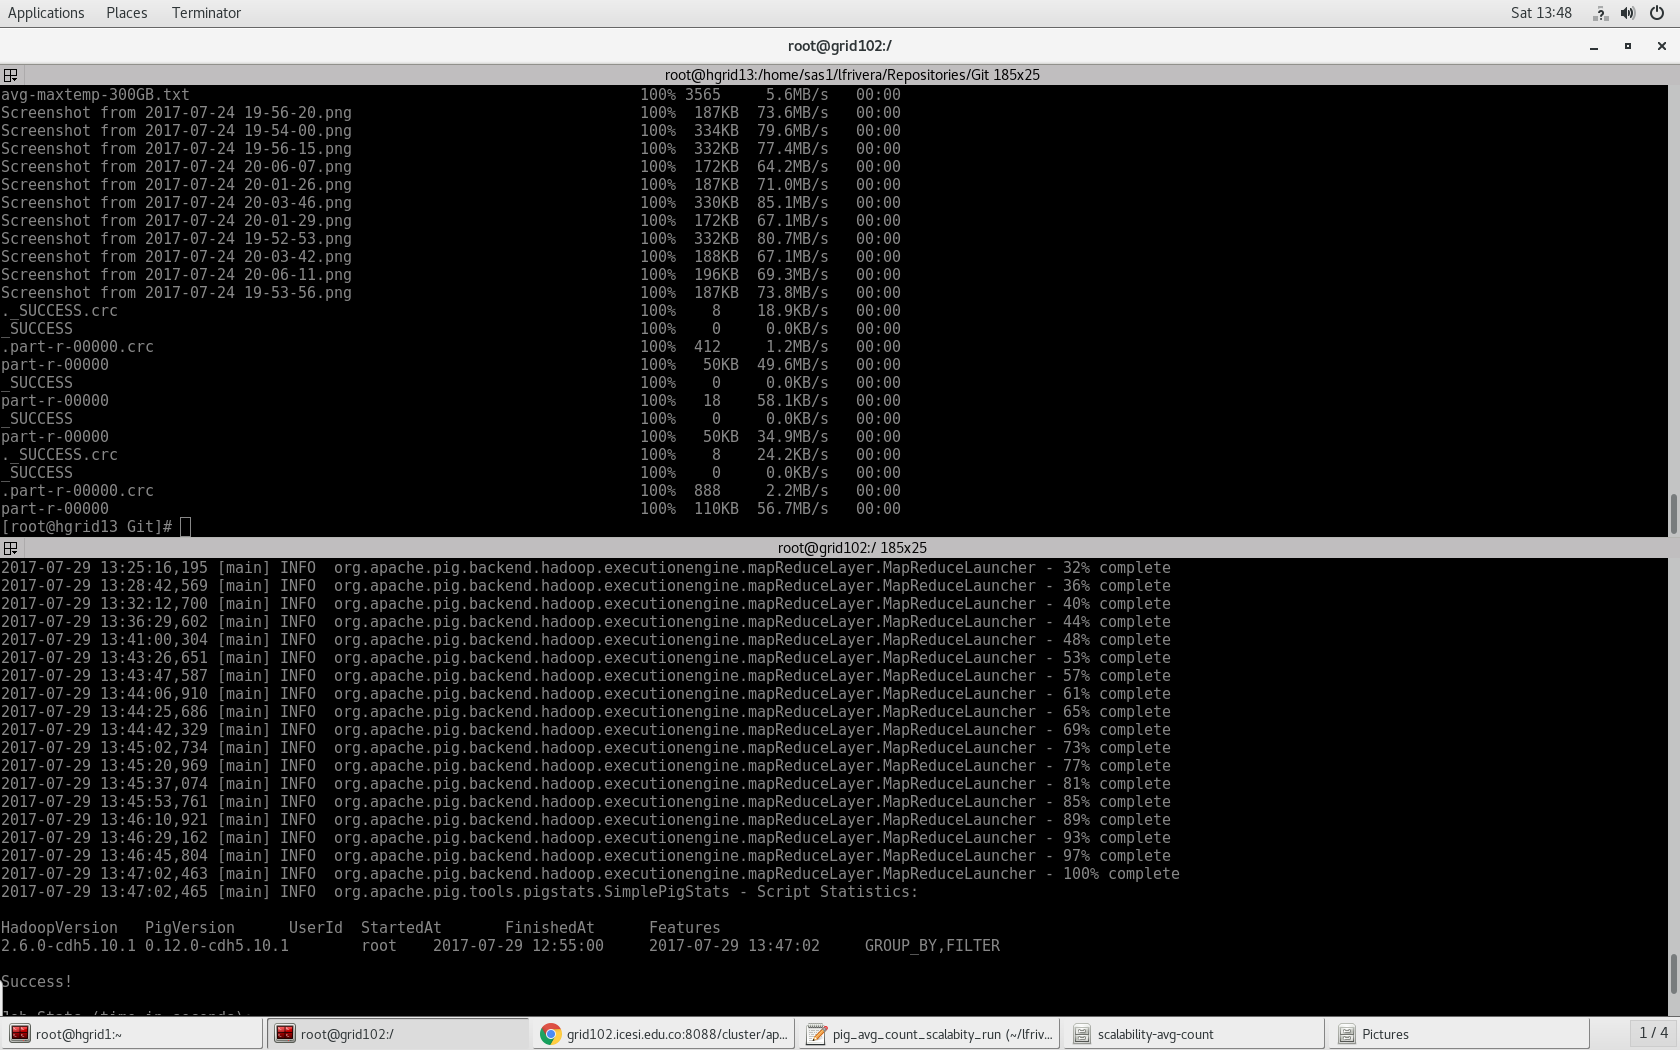 Applications Places Terminator Sat 13:48
root@grid102:/
root@hgrid13:/home/sas1/lfrivera/Repositories/Git 185x25
avg-maxtemp-300GB.txt 100% 3565 5.6MB/s 00:00
Screenshot from 2017-07-24 19-56-20.png 100% 187KB 73.6MB/s 00:00
Screenshot from 2017-07-24 19-54-00.png 100% 334KB 79.6MB/s 00:00
Screenshot from 2017-07-24 19-56-15.png 100% 332KB 77.4MB/s 00:00
Screenshot from 2017-07-24 20-06-07.png 100% 172KB 64.2MB/s 00:00
Screenshot from 2017-07-24 20-01-26.png 100% 187KB 71.0MB/s 00:00
Screenshot from 2017-07-24 20-03-46.png 100% 330KB 85.1MB/s 00:00
Screenshot from 2017-07-24 20-01-29.png 100% 172KB 67.1MB/s 00:00
Screenshot from 2017-07-24 19-52-53.png 100% 332KB 80.7MB/s 00:00
Screenshot from 2017-07-24 20-03-42.png 100% 188KB 67.1MB/s 00:00
Screenshot from 2017-07-24 20-06-11.png 100% 196KB 69.3MB/s 00:00
Screenshot from 2017-07-24 19-53-56.png 100% 187KB 73.8MB/s 00:00
._SUCCESS.crc 100% 8 18.9KB/s 00:00
_SUCCESS 100% 0 0.0KB/s 00:00
.part-r-00000.crc 100% 412 1.2MB/s 00:00
part-r-00000 100% 50KB 49.6MB/s 00:00
_SUCCESS 100% 0 0.0KB/s 00:00
part-r-00000 100% 18 58.1KB/s 00:00
_SUCCESS 100% 0 0.0KB/s 00:00
part-r-00000 100% 50KB 34.9MB/s 00:00
._SUCCESS.crc 100% 8 24.2KB/s 00:00
_SUCCESS 100% 0 0.0KB/s 00:00
.part-r-00000.crc 100% 888 2.2MB/s 00:00
part-r-00000 100% 110KB 56.7MB/s 00:00
[root@hgrid13 Git]#
root@grid102:/ 185x25
2017-07-29 13:25:16,195 [main] INFO org.apache.pig.backend.hadoop.executionengine.mapReduceLayer.MapReduceLauncher - 32% complete
2017-07-29 13:28:42,569 [main] INFO org.apache.pig.backend.hadoop.executionengine.mapReduceLayer.MapReduceLauncher - 36% complete
2017-07-29 13:32:12,700 [main] INFO org.apache.pig.backend.hadoop.executionengine.mapReduceLayer.MapReduceLauncher - 40% complete
2017-07-29 13:36:29,602 [main] INFO org.apache.pig.backend.hadoop.executionengine.mapReduceLayer.MapReduceLauncher - 44% complete
2017-07-29 13:41:00,304 [main] INFO org.apache.pig.backend.hadoop.executionengine.mapReduceLayer.MapReduceLauncher - 48% complete
2017-07-29 13:43:26,651 [main] INFO org.apache.pig.backend.hadoop.executionengine.mapReduceLayer.MapReduceLauncher - 53% complete
2017-07-29 13:43:47,587 [main] INFO org.apache.pig.backend.hadoop.executionengine.mapReduceLayer.MapReduceLauncher - 57% complete
2017-07-29 13:44:06,910 [main] INFO org.apache.pig.backend.hadoop.executionengine.mapReduceLayer.MapReduceLauncher - 61% complete
2017-07-29 13:44:25,686 [main] INFO org.apache.pig.backend.hadoop.executionengine.mapReduceLayer.MapReduceLauncher - 65% complete
2017-07-29 13:44:42,329 [main] INFO org.apache.pig.backend.hadoop.executionengine.mapReduceLayer.MapReduceLauncher - 69% complete
2017-07-29 13:45:02,734 [main] INFO org.apache.pig.backend.hadoop.executionengine.mapReduceLayer.MapReduceLauncher - 73% complete
2017-07-29 13:45:20,969 [main] INFO org.apache.pig.backend.hadoop.executionengine.mapReduceLayer.MapReduceLauncher - 77% complete
2017-07-29 13:45:37,074 [main] INFO org.apache.pig.backend.hadoop.executionengine.mapReduceLayer.MapReduceLauncher - 81% complete
2017-07-29 13:45:53,761 [main] INFO org.apache.pig.backend.hadoop.executionengine.mapReduceLayer.MapReduceLauncher - 85% complete
2017-07-29 13:46:10,921 [main] INFO org.apache.pig.backend.hadoop.executionengine.mapReduceLayer.MapReduceLauncher - 89% complete
2017-07-29 13:46:29,162 [main] INFO org.apache.pig.backend.hadoop.executionengine.mapReduceLayer.MapReduceLauncher - 93% complete
2017-07-29 13:46:45,804 [main] INFO org.apache.pig.backend.hadoop.executionengine.mapReduceLayer.MapReduceLauncher - 97% complete
2017-07-29 13:47:02,463 [main] INFO org.apache.pig.backend.hadoop.executionengine.mapReduceLayer.MapReduceLauncher - 100% complete
2017-07-29 13:47:02,465 [main] INFO org.apache.pig.tools.pigstats.SimplePigStats - Script Statistics:
HadoopVersion PigVersion UserId StartedAt FinishedAt Features
2.6.0-cdh5.10.1 0.12.0-cdh5.10.1 root 2017-07-29 12:55:00 2017-07-29 13:47:02 GROUP_BY,FILTER
Success!
Job Stats (time in seconds):
root@hgrid1:~ root@grid102:/ grid102.icesi.edu.co:8088/cluster/ap... pig_avg_count_scalabity_run (~/lfriv... scalability-avg-count Pictures 1 / 4